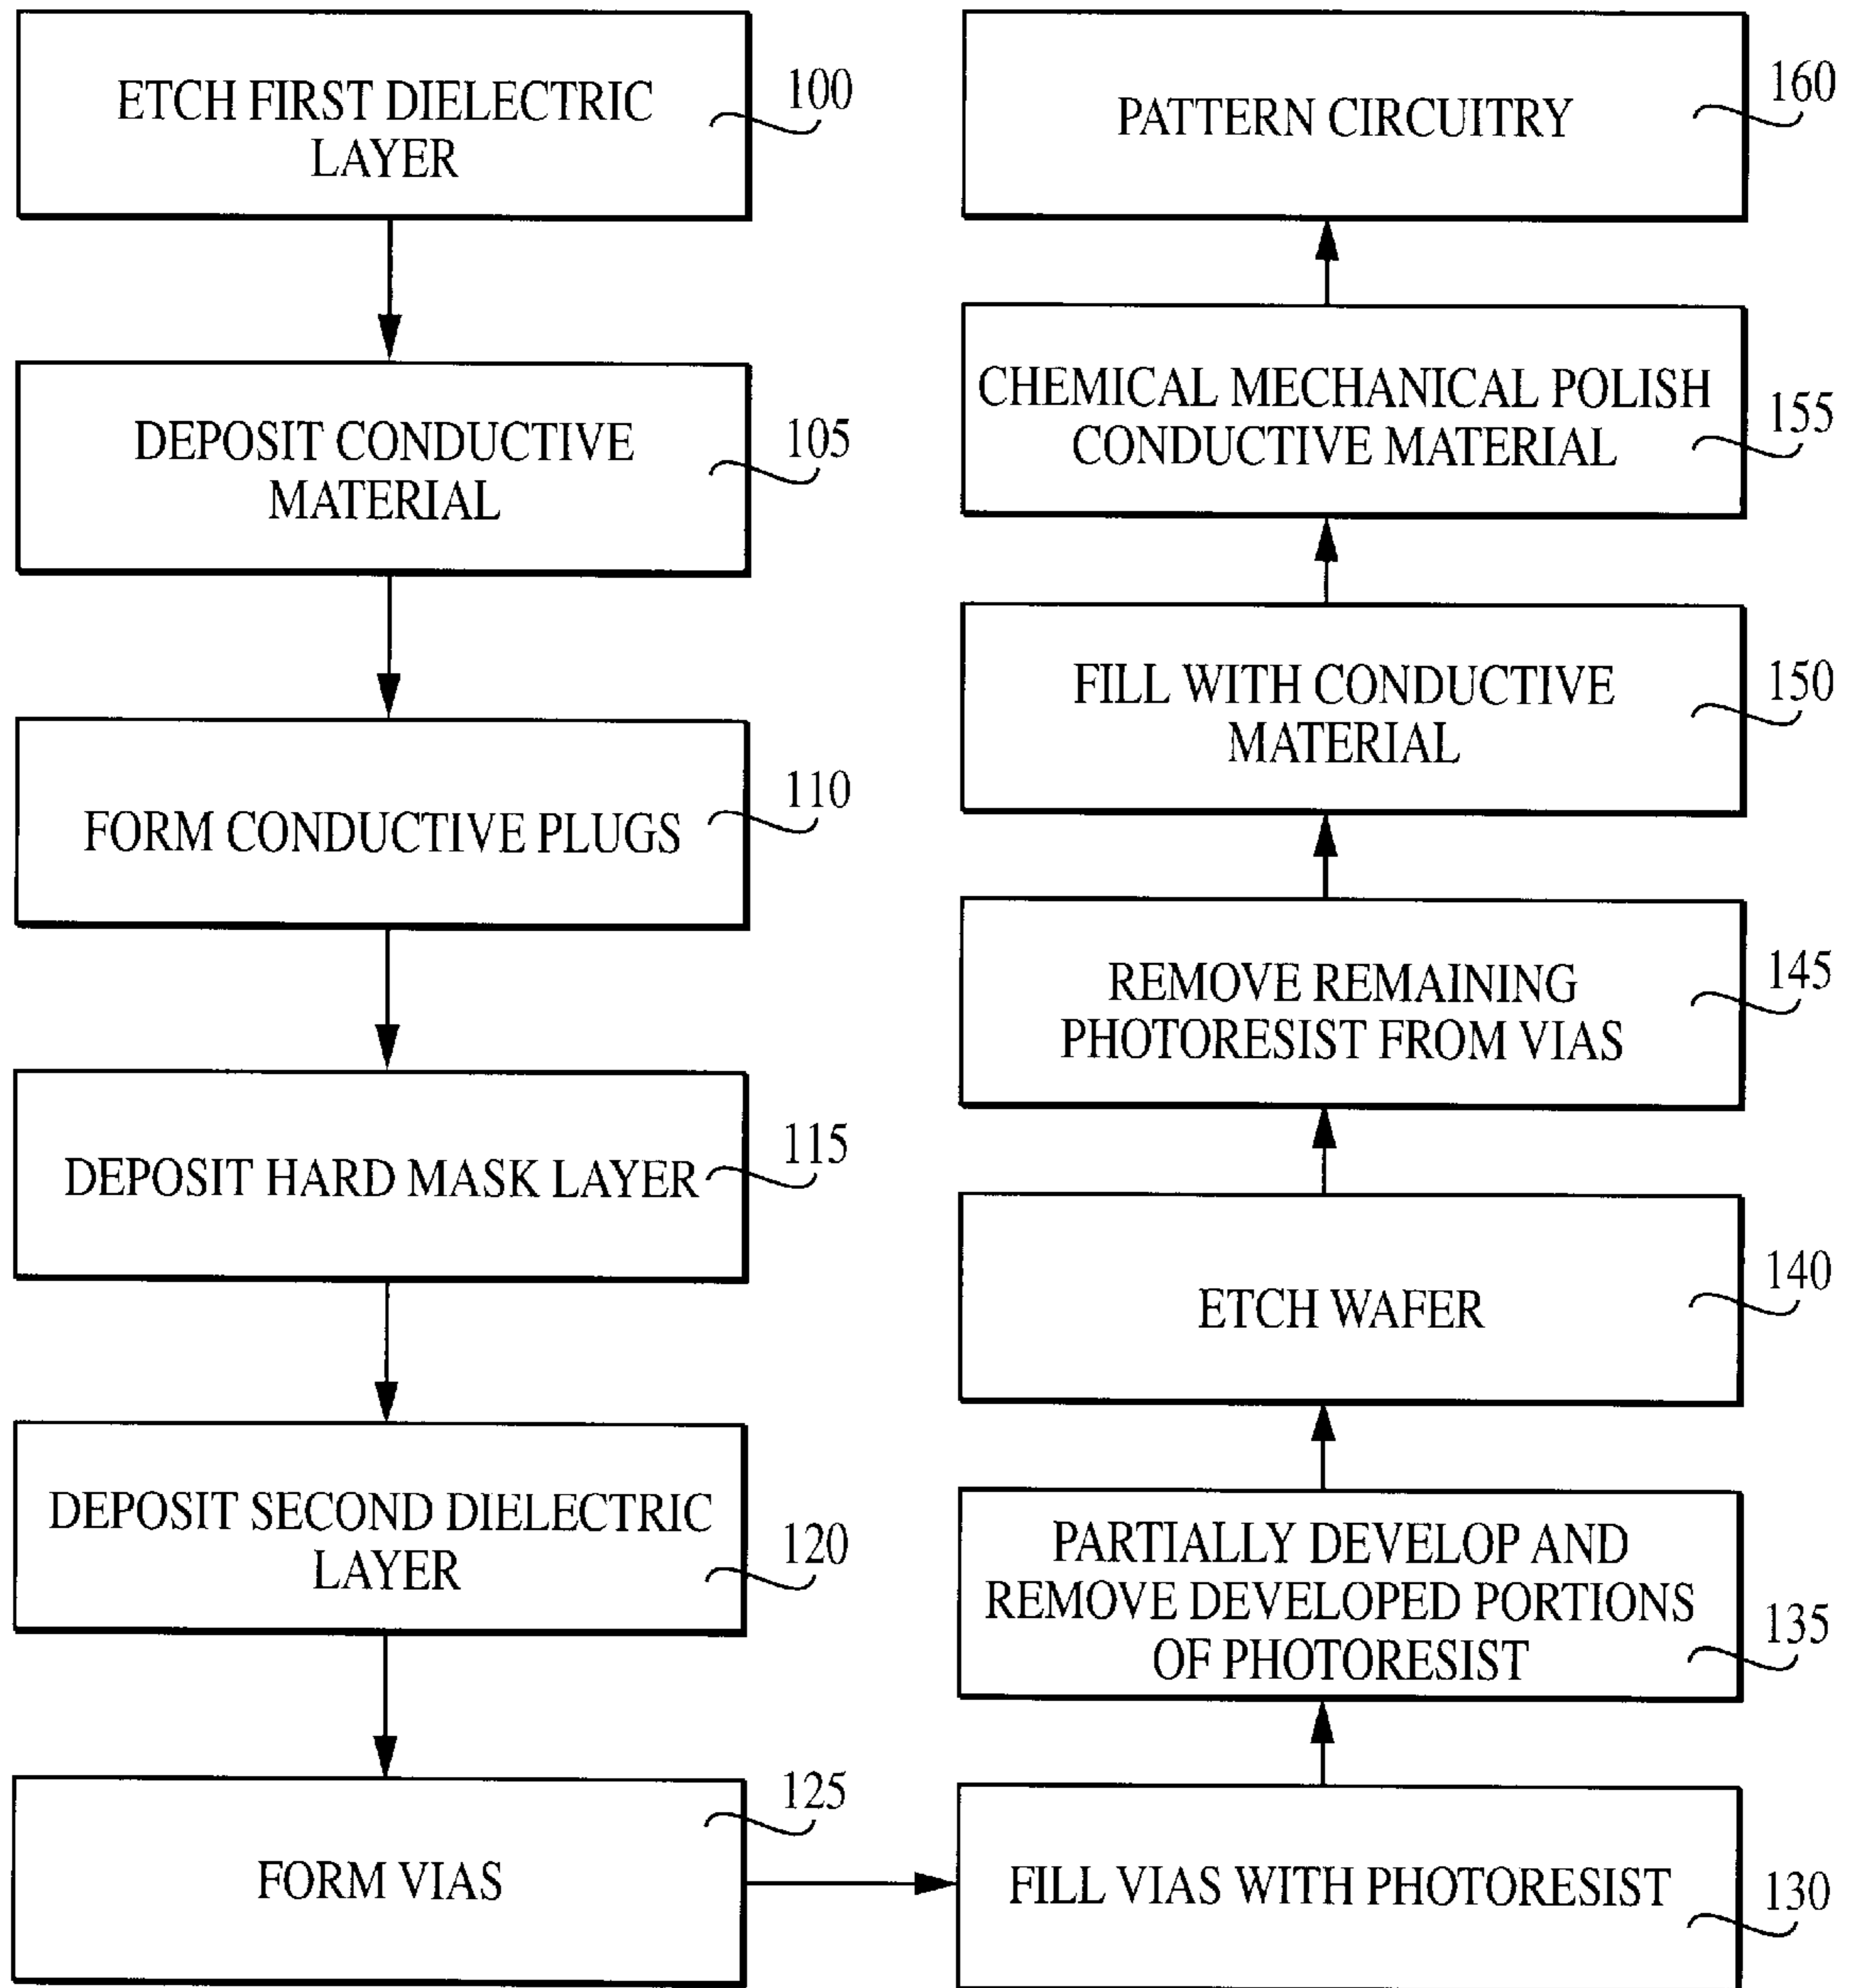 ETCH FIRST DIELECTRIC
LAYER
100
DEPOSIT CONDUCTIVE
MATERIAL
105
FORM CONDUCTIVE PLUGS
110
DEPOSIT HARD MASK LAYER
115
DEPOSIT SECOND DIELECTRIC
LAYER
120
FORM VIAS
125
FILL VIAS WITH PHOTORESIST
130
PARTIALLY DEVELOP AND
REMOVE DEVELOPED PORTIONS
OF PHOTORESIST
135
ETCH WAFER
140
REMOVE REMAINING
PHOTORESIST FROM VIAS
145
FILL WITH CONDUCTIVE
MATERIAL
150
CHEMICAL MECHANICAL POLISH
CONDUCTIVE MATERIAL
155
PATTERN CIRCUITRY
160